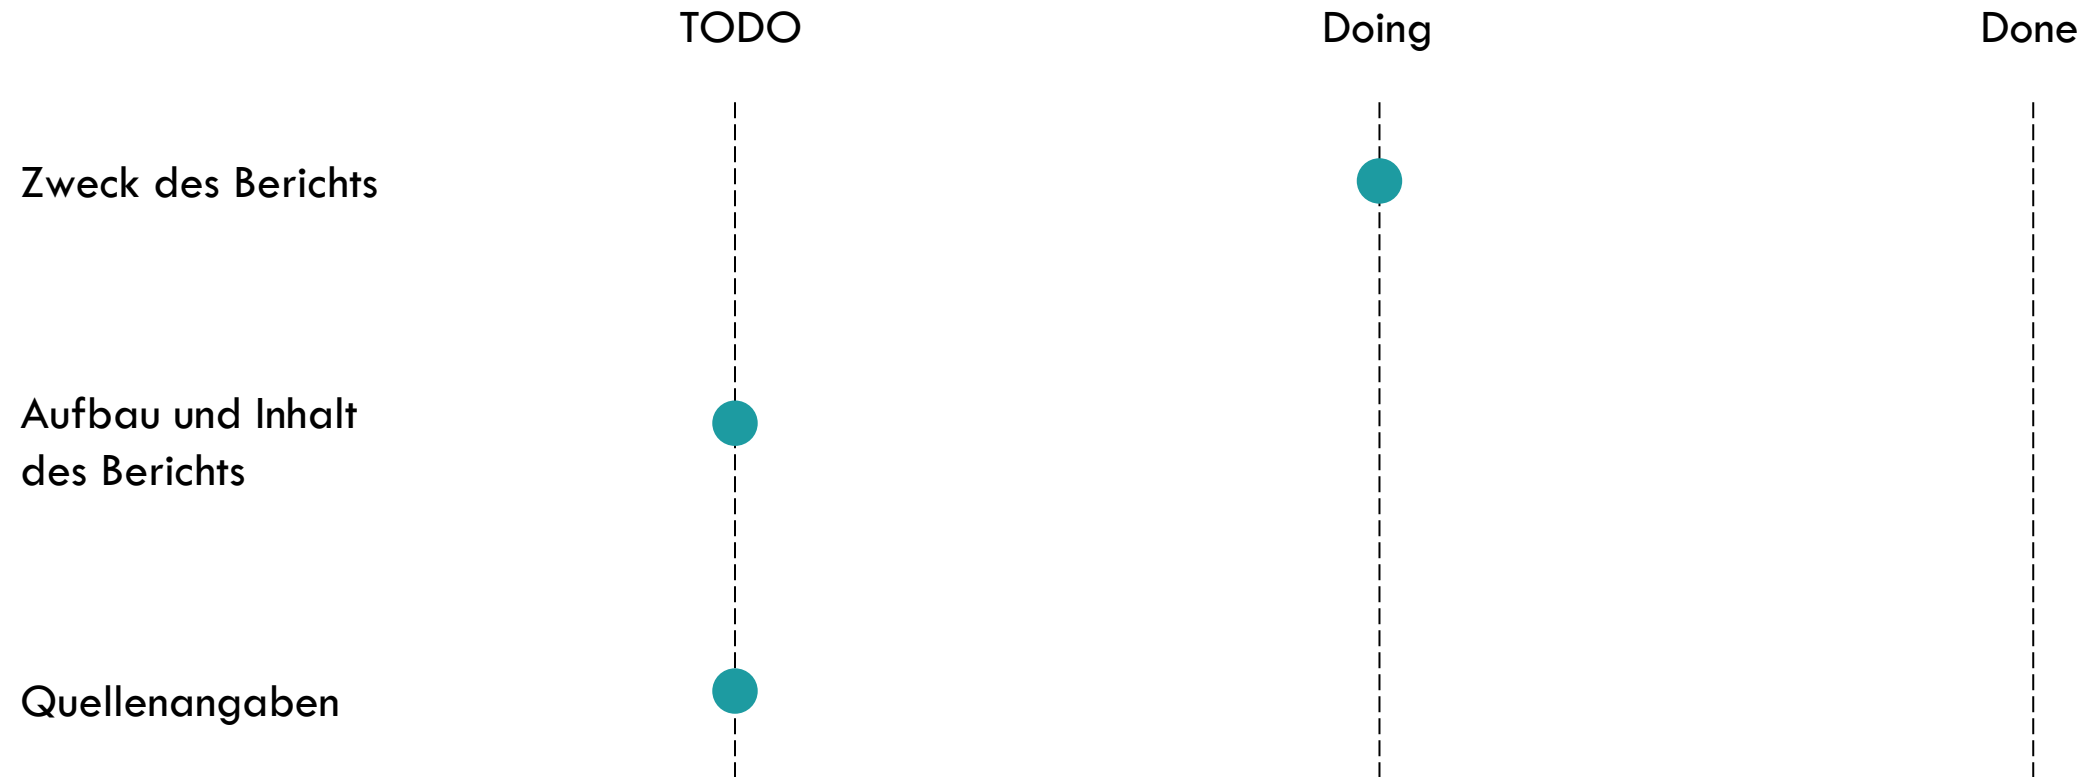 TODO Doing Done
Zweck des Berichts
Aufbau und Inhalt
des Berichts
Quellenangaben